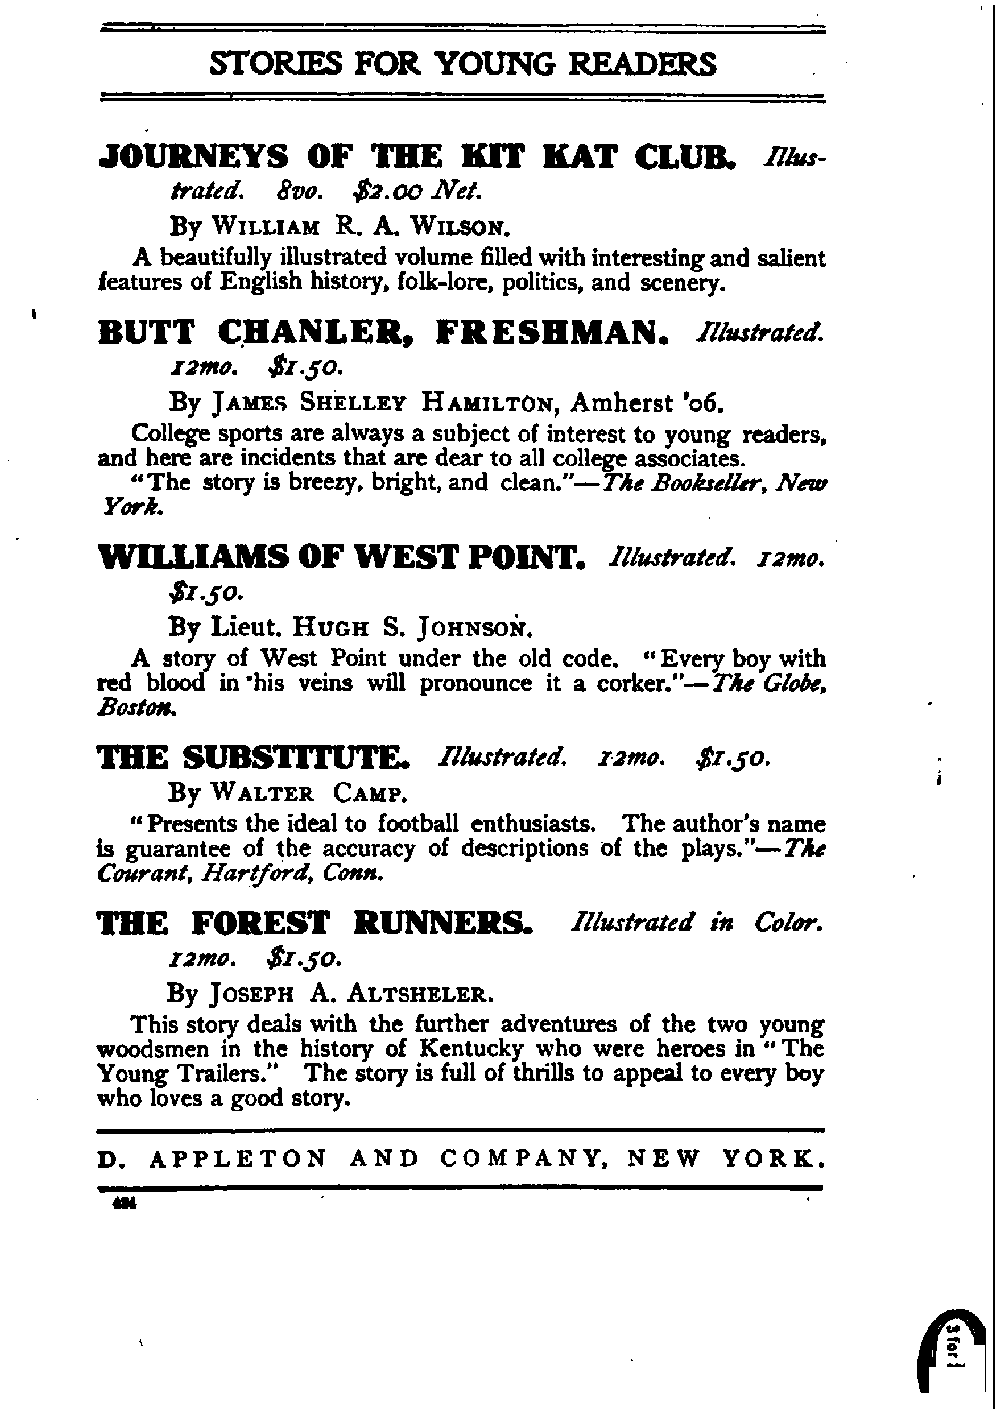 STORIES FOR YOUNG READERS
JOURNEYS OF THE KIT KAT CLUB. Illus-
trated. 8vo. $2.00 Net.
By WILLIAM R. A. WILSON.
A beautifully illustrated volume filled with interesting and salient
features of English history, folk-lore, politics, and scenery.
BUTT CHANLER, FRESHMAN. Illustrated.
12mo. $1.50.
By JAMES SHELLEY HAMILTON, Amherst '06.
College sports are always a subject of interest to young readers,
and here are incidents that are dear to all college associates.
"The story is breezy, bright, and clean."—The Bookseller, New
York.
WILLIAMS OF WEST POINT. Illustrated. 12mo.
$1.50.
By Lieut. HUGH S. JOHNSON.
A story of West Point under the old code. "Every boy with
red blood in his veins will pronounce it a corker."—The Globe,
Boston.
THE SUBSTITUTE. Illustrated. 12mo. $1.50.
By WALTER CAMP.
"Presents the ideal to football enthusiasts. The author's name
is guarantee of the accuracy of descriptions of the plays."—The
Courant, Hartford, Conn.
THE FOREST RUNNERS. Illustrated in Color.
12mo. $1.50.
By JOSEPH A. ALTSHELER.
This story deals with the further adventures of the two young
woodsmen in the history of Kentucky who were heroes in "The
Young Trailers." The story is full of thrills to appeal to every boy
who loves a good story.
D. APPLETON AND COMPANY, NEW YORK.
3 for 1